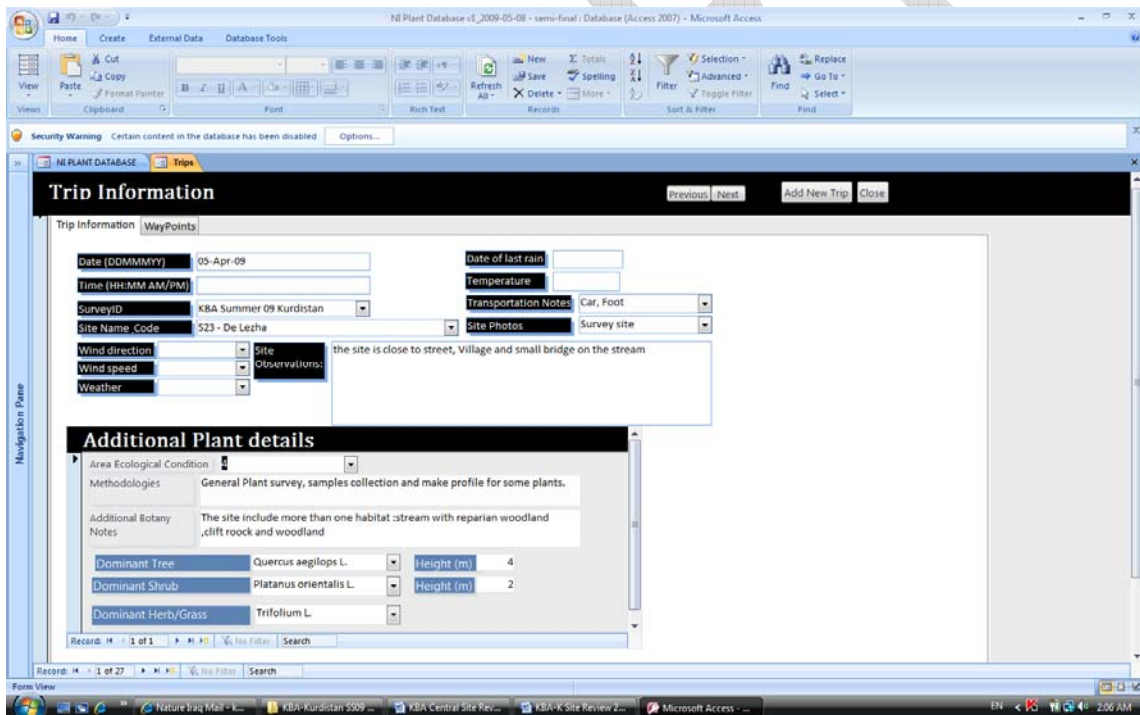 NI Plant Database v1_2009-05-08 - semi-final : Database (Access 2007) - Microsoft Access
Home Create External Data Database Tools
View
Views
Paste
Cut
Copy
Format Painter
Clipboard
B I U
Font
Rich Text
Refresh All
New
Save
Delete
Totals
Spelling
More
Records
Filter
Selection
Advanced
Toggle Filter
Sort & Filter
Find
Replace
Go To
Select
Find
Security Warning Certain content in the database has been disabled Options...
NI PLANT DATABASE Trips
Trip Information Previous Next Add New Trip Close
Trip Information WayPoints
Date (DDMMMYY) 05-Apr-09 Date of last rain
Time (HH:MM AM/PM) Temperature
SurveyID KBA Summer 09 Kurdistan Transportation Notes Car, Foot
Site Name_Code S23 - De Lezha Site Photos Survey site
Wind direction Site Observations: the site is close to street, Village and small bridge on the stream
Wind speed
Weather
Additional Plant details
Area Ecological Condition 4
Methodologies General Plant survey, samples collection and make profile for some plants.
Additional Botany Notes The site include more than one habitat :stream with reparian woodland
,clift roock and woodland
Dominant Tree Quercus aegilops L. Height (m) 4
Dominant Shrub Platanus orientalis L. Height (m) 2
Dominant Herb/Grass Trifolium L.
Record: 1 of 1 No Filter Search
Record: 1 of 27 No Filter Search
Navigation Pane
Form View
Nature Iraq Mail - k... KBA-Kurdistan SS09 ... KBA Central Site Rev... KBA-K Site Review 2... Microsoft Access - ... EN 2:06 AM